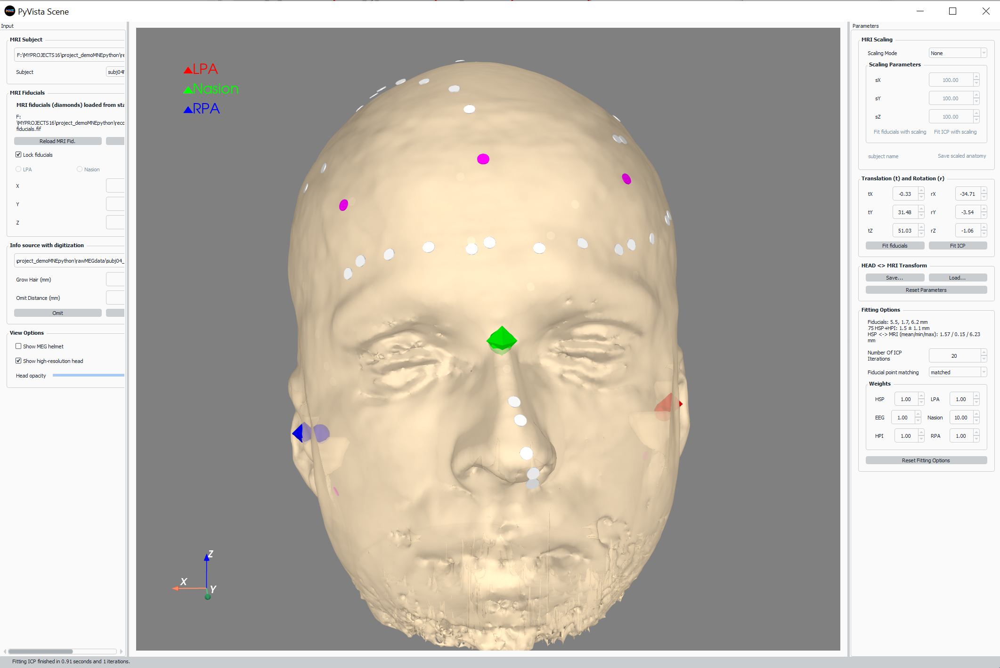 MNE PyVista Scene
Input
MRI Subject
F:\MYPROJECTS16\project_demoMNEpython\re
Subject
subj04
MRI Fiducials
MRI fiducials (diamonds) loaded from sta
F:
\MYPROJECTS16\project_demoMNEpython\reco
fiducials.fif
Reload MRI Fid.
Lock fiducials
LPA Nasion
X
Y
Z
Info source with digitization
\project_demoMNEpython\rawMEGdata\subj04_
Grow Hair (mm)
Omit Distance (mm)
Omit
View Options
Show MEG helmet
Show high-resolution head
Head opacity
LPA
Nasion
RPA
Z
X
Y
Parameters
MRI Scaling
Scaling Mode None
Scaling Parameters
sX 100.00
sY 100.00
sZ 100.00
Fit fiducials with scaling Fit ICP with scaling
subject name Save scaled anatomy
Translation (t) and Rotation (r)
tX -0.33 rX -34.71
tY 31.48 rY -3.54
tZ 51.03 rZ -1.06
Fit fiducials Fit ICP
HEAD <> MRI Transform
Save... Load...
Reset Parameters
Fitting Options
Fiducials: 5.5, 1.7, 6.2 mm
75 HSP+HPI: 1.5 ± 1.1 mm
HSP <-> MRI (mean/min/max): 1.57 / 0.15 / 6.23
mm
Number Of ICP
Iterations
20
Fiducial point matching matched
Weights
HSP 1.00 LPA 1.00
EEG 1.00 Nasion 10.00
HPI 1.00 RPA 1.00
Reset Fitting Options
Fitting ICP finished in 0.91 seconds and 1 iterations.